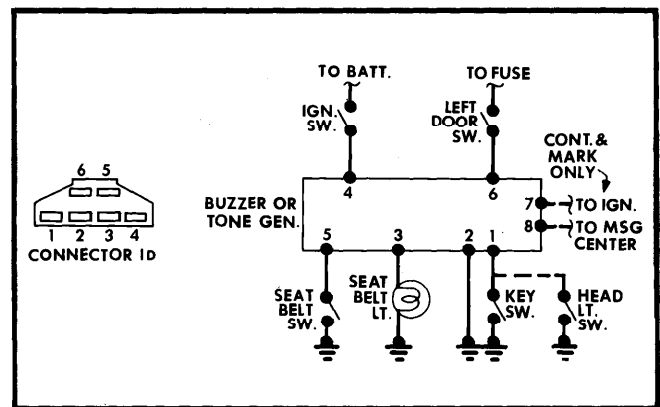 TO BATT.
TO FUSE
IGN.
SW.
LEFT
DOOR
SW.
CONT. &
MARK
ONLY
6 5
4
6
BUZZER OR
TONE GEN.
7
TO IGN.
8
TO MSG
CENTER
1 2 3 4
CONNECTOR ID
5
3
2
1
SEAT
BELT
SW.
SEAT
BELT
LT.
KEY
SW.
HEAD
LT.
SW.